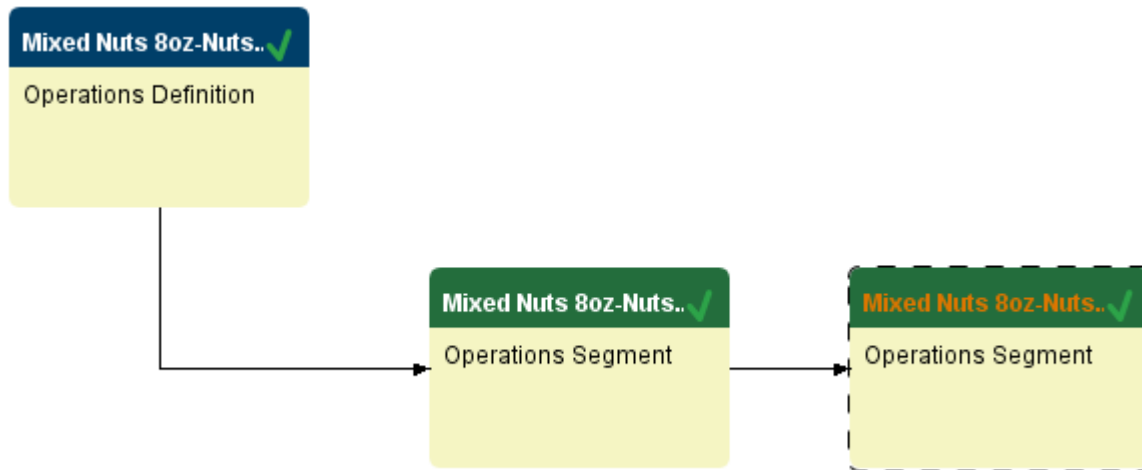 Mixed Nuts 8oz-Nuts..
Operations Definition
Mixed Nuts 8oz-Nuts..
Operations Segment
Mixed Nuts 8oz-Nuts..
Operations Segment